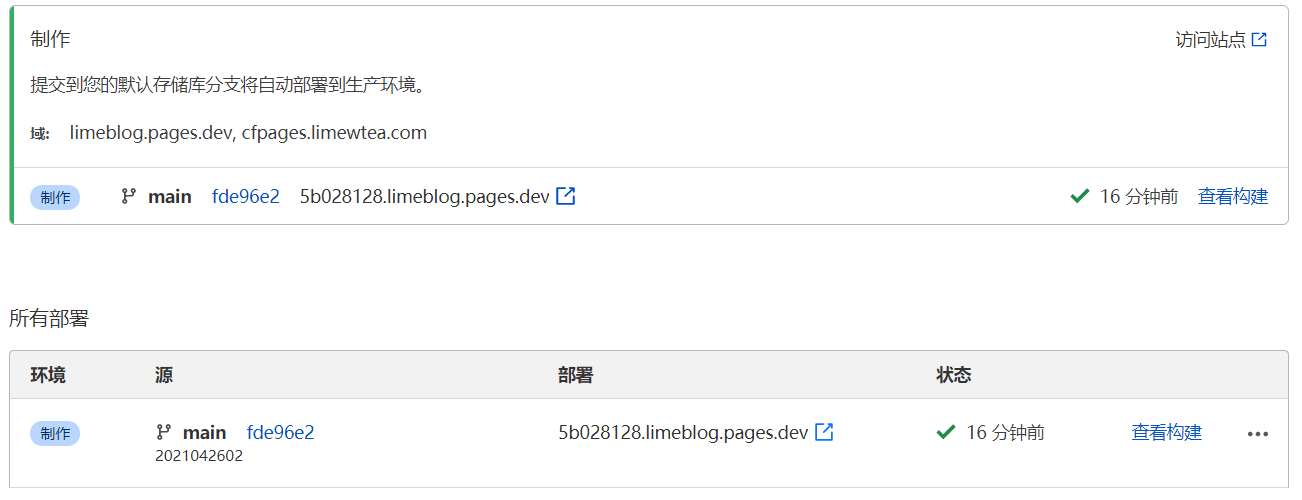 制作 访问站点
提交到您的默认存储库分支将自动部署到生产环境。
域: limeblog.pages.dev, cfpages.limewtea.com
制作 main fde96e2 5b028128.limeblog.pages.dev 16 分钟前 查看构建
所有部署
环境 源 部署 状态
制作 main fde96e2 5b028128.limeblog.pages.dev 16 分钟前 查看构建
2021042602